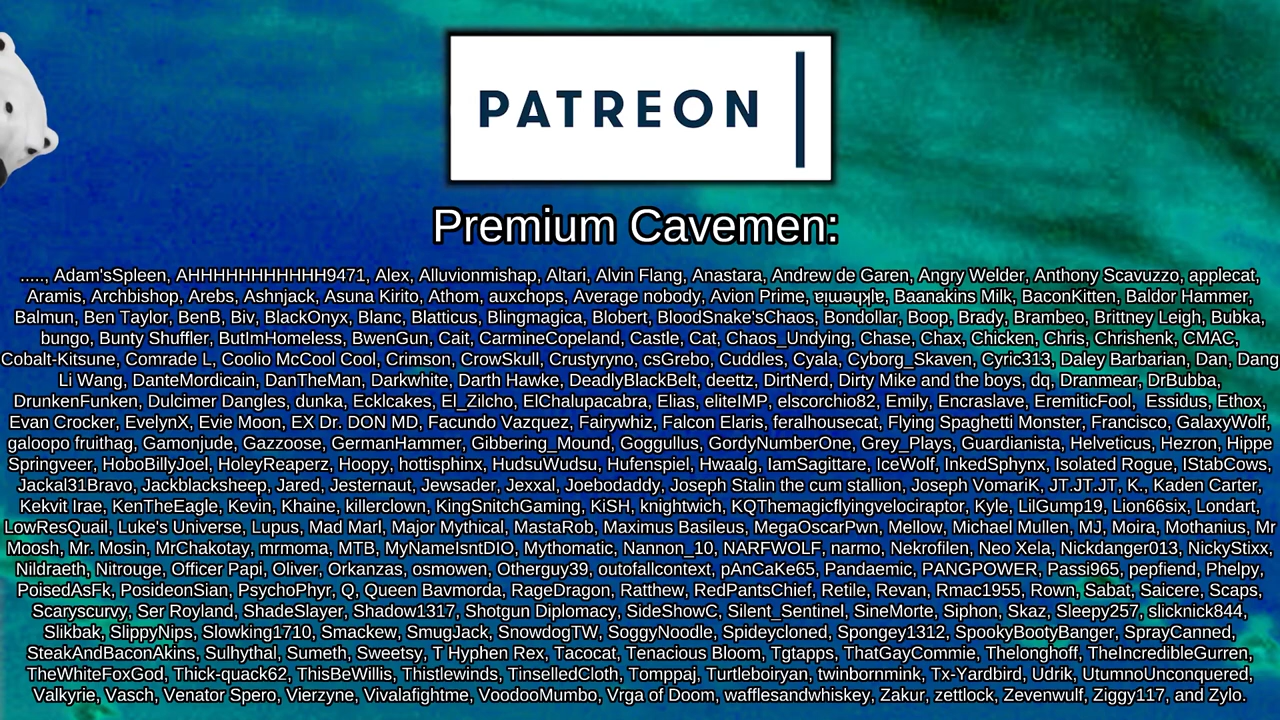 PATREON
Premium Cavemen:
....., Adam'sSpleen, AHHHHHHHHHHH9471, Alex, Alluvionmishap, Altari, Alvin Flang, Anastara, Andrew de Garen, Angry Welder, Anthony Scavuzzo, applecat,
Aramis, Archbishop, Arebs, Ashnjack, Asuna Kirito, Athom, auxchops, Average nobody, Avion Prime, ɐɯǝʞlɐ, Baanakins Milk, BaconKitten, Baldor Hammer,
Balmun, Ben Taylor, BenB, Biv, BlackOnyx, Blanc, Blatticus, Blingmagica, Blobert, BloodSnake'sChaos, Bondollar, Boop, Brady, Brambeo, Brittney Leigh, Bubka,
bungo, Bunty Shuffler, ButImHomeless, BwenGun, Cait, CarmineCopeland, Castle, Cat, Chaos_Undying, Chase, Chax, Chicken, Chris, Chrishenk, CMAC,
Cobalt-Kitsune, Comrade L, Coolio McCool Cool, Crimson, CrowSkull, Crustyryno, csGrebo, Cuddles, Cyala, Cyborg_Skaven, Cyric313, Daley Barbarian, Dan, Dang
Li Wang, DanteMordicain, DanTheMan, Darkwhite, Darth Hawke, DeadlyBlackBelt, deettz, DirtNerd, Dirty Mike and the boys, dq, Dranmear, DrBubba,
DrunkenFunken, Dulcimer Dangles, dunka, Ecklcakes, El_Zilcho, ElChalupacabra, Elias, eliteIMP, elscorchio82, Emily, Encraslave, EremiticFool, Essidus, Ethox,
Evan Crocker, EvelynX, Evie Moon, EX Dr. DON MD, Facundo Vazquez, Fairywhiz, Falcon Elaris, feralhousecat, Flying Spaghetti Monster, Francisco, GalaxyWolf,
galoopo fruithag, Gamonjude, Gazzoose, GermanHammer, Gibbering_Mound, Goggullus, GordyNumberOne, Grey_Plays, Guardianista, Helveticus, Hezron, Hippe
Springveer, HoboBillyJoel, HoleyReaperz, Hoopy, hottisphinx, HudsuWudsu, Hufenspiel, Hwaalg, IamSagittare, IceWolf, InkedSphynx, Isolated Rogue, IStabCows,
Jackal31Bravo, Jackblacksheep, Jared, Jesternaut, Jewsader, Jexxal, Joebodaddy, Joseph Stalin the cum stallion, Joseph VomariK, JT.JT.JT, K., Kaden Carter,
Kekvit Irae, KenTheEagle, Kevin, Khaine, killerclown, KingSnitchGaming, KiSH, knightwich, KQThemagicflyingvelociraptor, Kyle, LilGump19, Lion66six, Londart,
LowResQuail, Luke's Universe, Lupus, Mad Marl, Major Mythical, MastaRob, Maximus Basileus, MegaOscarPwn, Mellow, Michael Mullen, MJ, Moira, Mothanius, Mr
Moosh, Mr. Mosin, MrChakotay, mrmoma, MTB, MyNameIsntDIO, Mythomatic, Nannon_10, NARFWOLF, narmo, Nekrofilen, Neo Xela, Nickdanger013, NickyStixx,
Nildraeth, Nitrouge, Officer Papi, Oliver, Orkanzas, osmowen, Otherguy39, outofallcontext, pAnCaKe65, Pandaemic, PANGPOWER, Passi965, pepfiend, Phelpy,
PoisedAsFk, PosideonSian, PsychoPhyr, Q, Queen Bavmorda, RageDragon, Ratthew, RedPantsChief, Retile, Revan, Rmac1955, Rown, Sabat, Saicere, Scaps,
Scaryscurvy, Ser Royland, ShadeSlayer, Shadow1317, Shotgun Diplomacy, SideShowC, Silent_Sentinel, SineMorte, Siphon, Skaz, Sleepy257, slicknick844,
Slikbak, SlippyNips, Slowking1710, Smackew, SmugJack, SnowdogTW, SoggyNoodle, Spideycloned, Spongey1312, SpookyBootyBanger, SprayCanned,
SteakAndBaconAkins, Sulhythal, Sumeth, Sweetsy, T Hyphen Rex, Tacocat, Tenacious Bloom, Tgtapps, ThatGayCommie, Thelonghoff, TheIncredibleGurren,
TheWhiteFoxGod, Thick-quack62, ThisBeWillis, Thistlewinds, TinselledCloth, Tomppaj, Turtleboiryan, twinbornmink, Tx-Yardbird, Udrik, UtumnoUnconquered,
Valkyrie, Vasch, Venator Spero, Vierzyne, Vivalafightme, VoodooMumbo, Vrga of Doom, wafflesandwhiskey, Zakur, zettlock, Zevenwulf, Ziggy117, and Zylo.